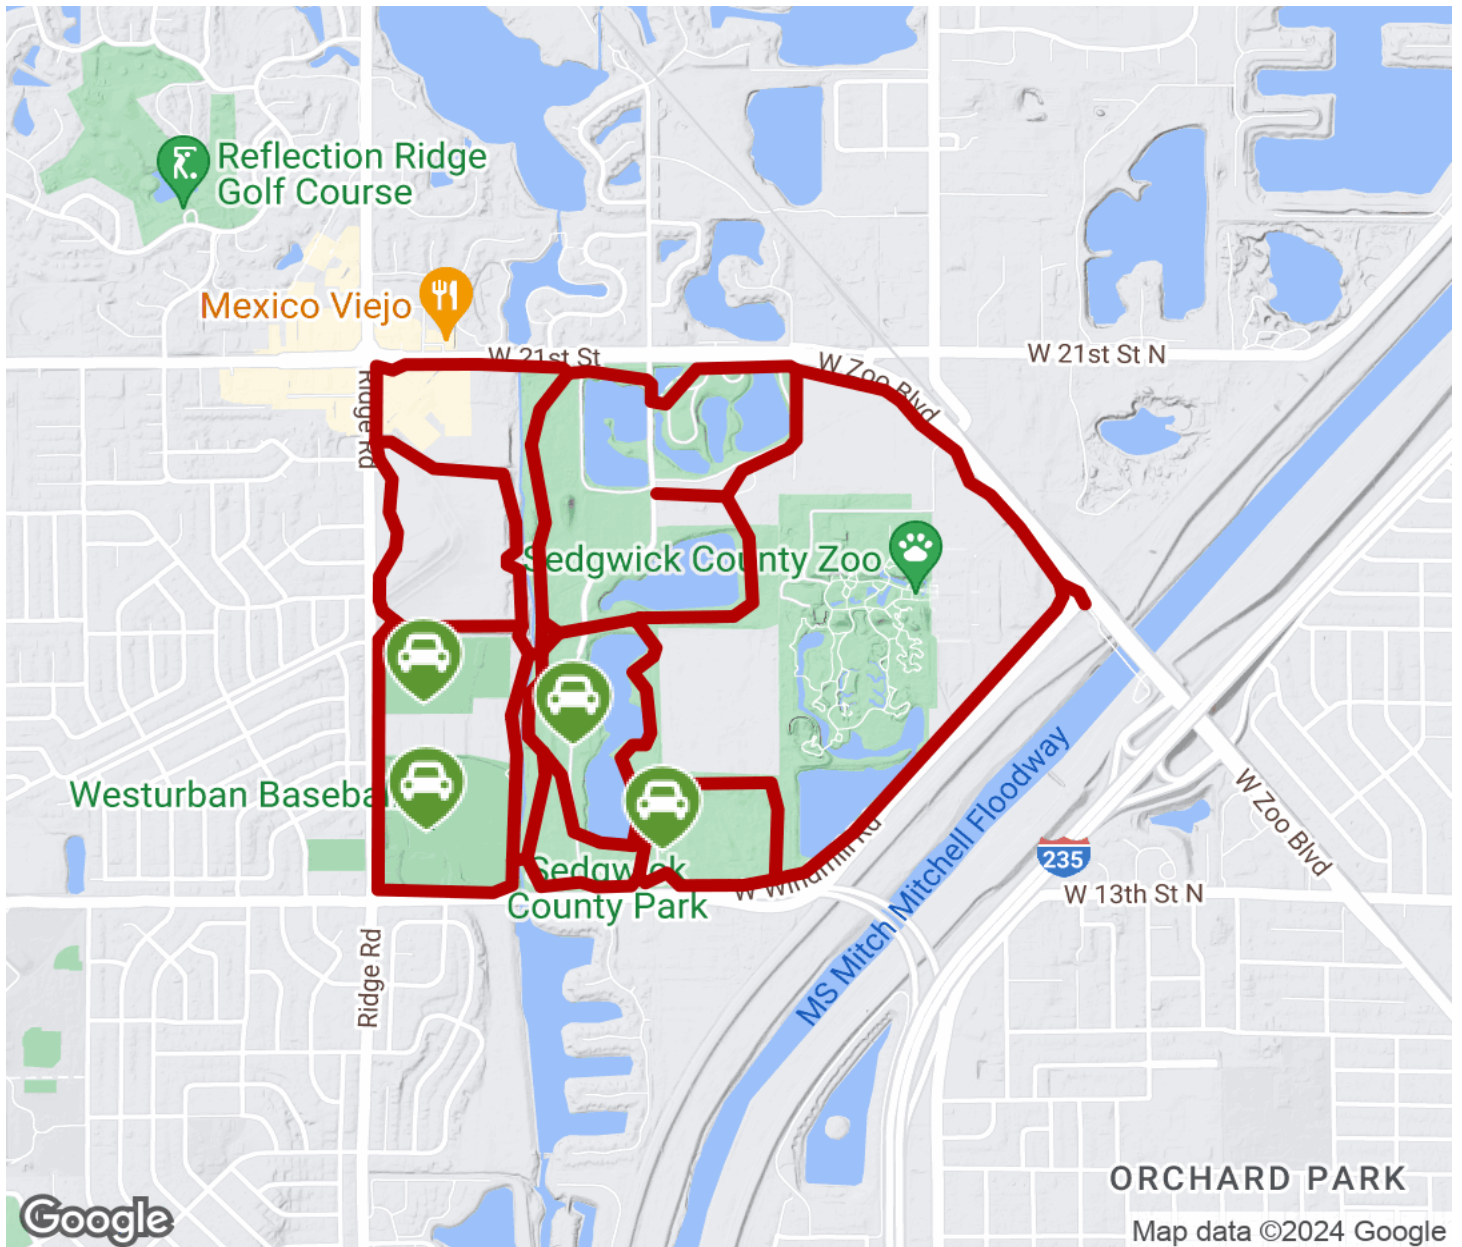 Reflection Ridge
Golf Course
Mexico Viejo
W 21st St
W 21st St N
W Zoo Blvd
Ridge Rd
Sedgwick County Zoo
Westurban Baseba
MS Mitch Mitchell Floodway
W Zoo Blvd
235
W Windmill Rd
W 13th St N
Sedgwick
County Park
Ridge Rd
ORCHARD PARK
Google
Map data ©2024 Google